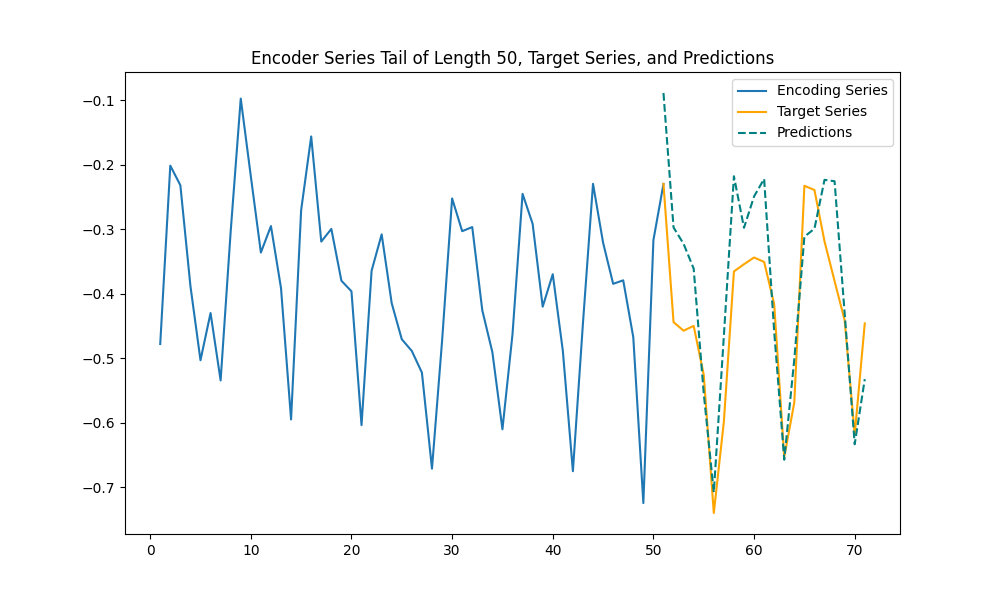 Encoder Series Tail of Length 50, Target Series, and Predictions
Encoding Series
Target Series
Predictions
−0.1
−0.2
−0.3
−0.4
−0.5
−0.6
−0.7
0 10 20 30 40 50 60 70